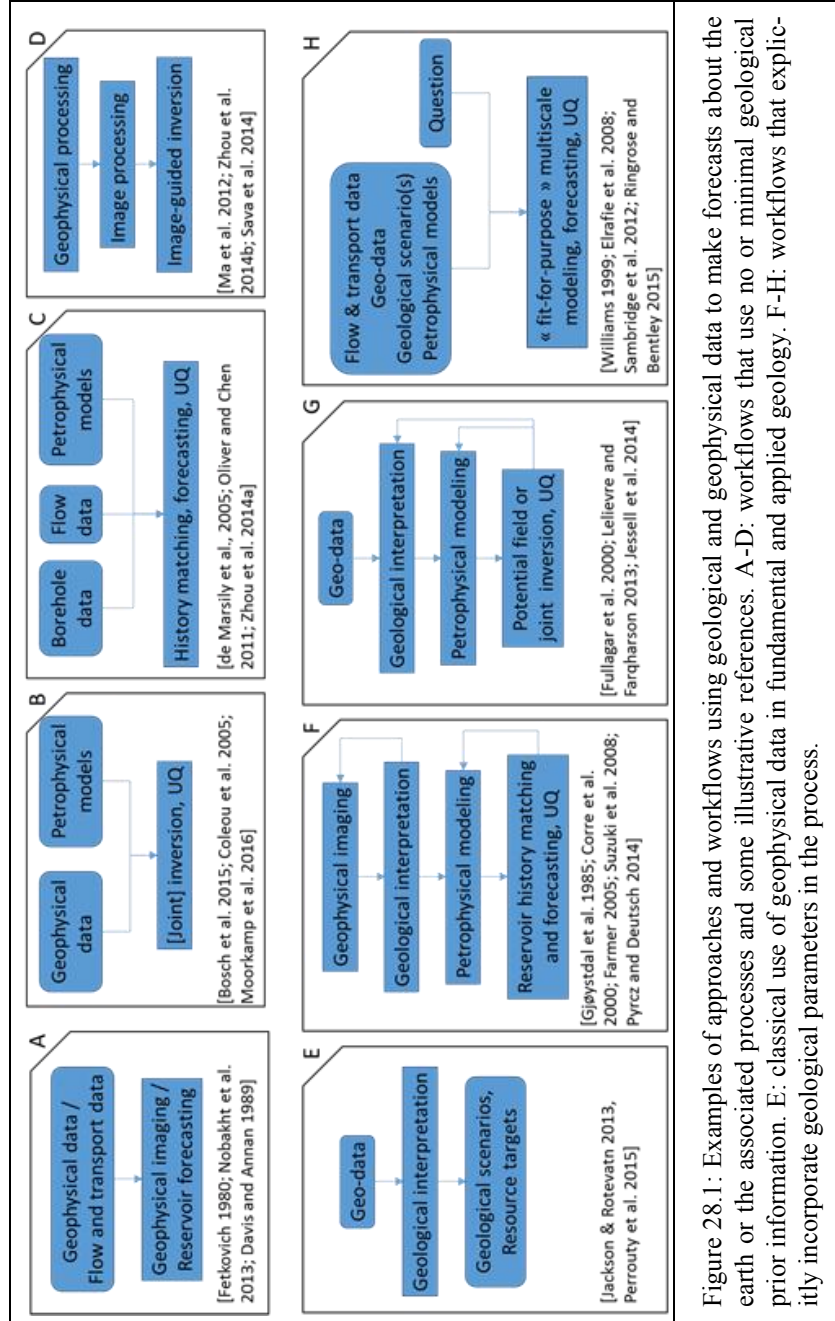 A
Geophysical data /
Flow and transport data
Geophysical imaging /
Reservoir forecasting
[Fetkovich 1980; Nobakht et al.
2013; Davis and Annan 1989]
B
Geophysical
data
Petrophysical
models
[Joint] inversion, UQ
[Bosch et al. 2015; Coleou et al. 2005;
Moorkamp et al. 2016]
C
Borehole
data
Flow
data
Petrophysical
models
History matching, forecasting, UQ
[de Marsily et al., 2005; Oliver and Chen
2011; Zhou et al. 2014a]
D
Geophysical processing
Image processing
Image-guided inversion
[Ma et al. 2012; Zhou et al.
2014b; Sava et al. 2014]
E
Geo-data
Geological interpretation
Geological scenarios,
Resource targets
[Jackson & Rotevatn 2013,
Perrouty et al. 2015]
F
Geophysical imaging
Geological interpretation
Petrophysical modeling
Reservoir history matching
and forecasting, UQ
[Gjøystdal et al. 1985; Corre et al.
2000; Farmer 2005; Suzuki et al. 2008;
Pyrcz and Deutsch 2014]
G
Geo-data
Geological interpretation
Petrophysical modeling
Potential field or
joint inversion, UQ
[Fullagar et al. 2000; Lelievre and
Farqharson 2013; Jessell et al. 2014]
H
Flow & transport data
Geo-data
Geological scenario(s)
Petrophysical models
Question
« fit-for-purpose » multiscale
modeling, forecasting, UQ
[Williams 1999; Elrafie et al. 2008;
Sambridge et al. 2012; Ringrose and
Bentley 2015]
Figure 28.1: Examples of approaches and workflows using geological and geophysical data to make forecasts about the
earth or the associated processes and some illustrative references. A-D: workflows that use no or minimal geological
prior information. E: classical use of geophysical data in fundamental and applied geology. F-H: workflows that explic-
itly incorporate geological parameters in the process.